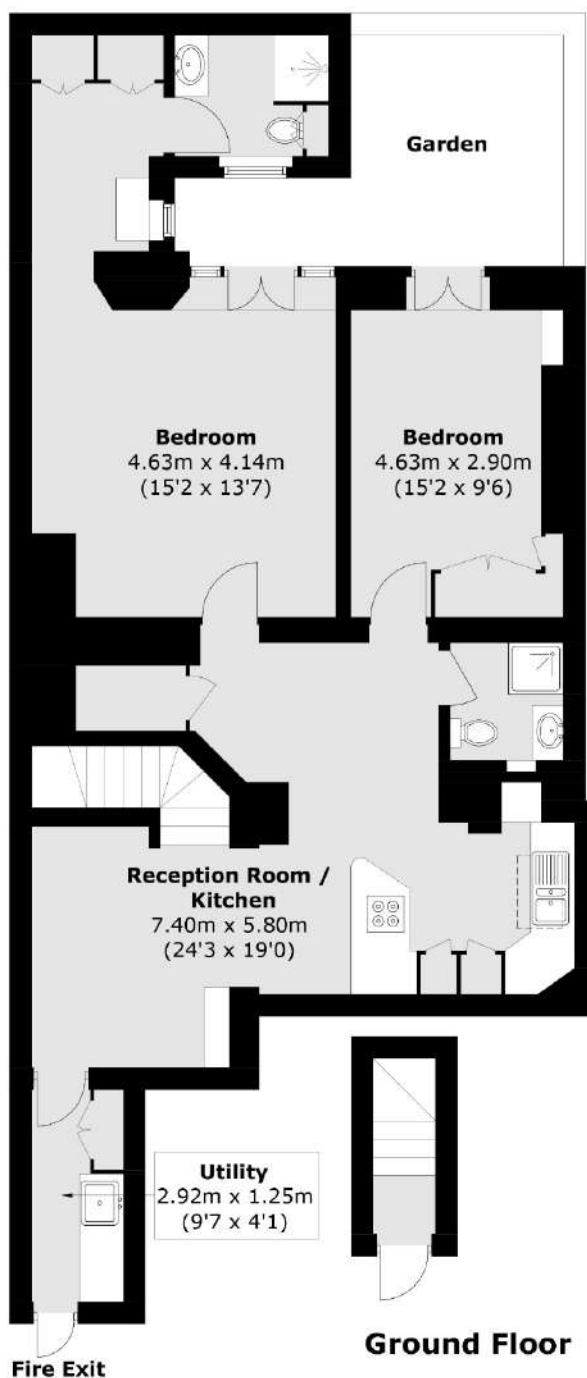 Garden
Bedroom
4.63m x 4.14m
(15'2 x 13'7)
Bedroom
4.63m x 2.90m
(15'2 x 9'6)
Reception Room /
Kitchen
7.40m x 5.80m
(24'3 x 19'0)
Utility
2.92m x 1.25m
(9'7 x 4'1)
Ground Floor
Fire Exit